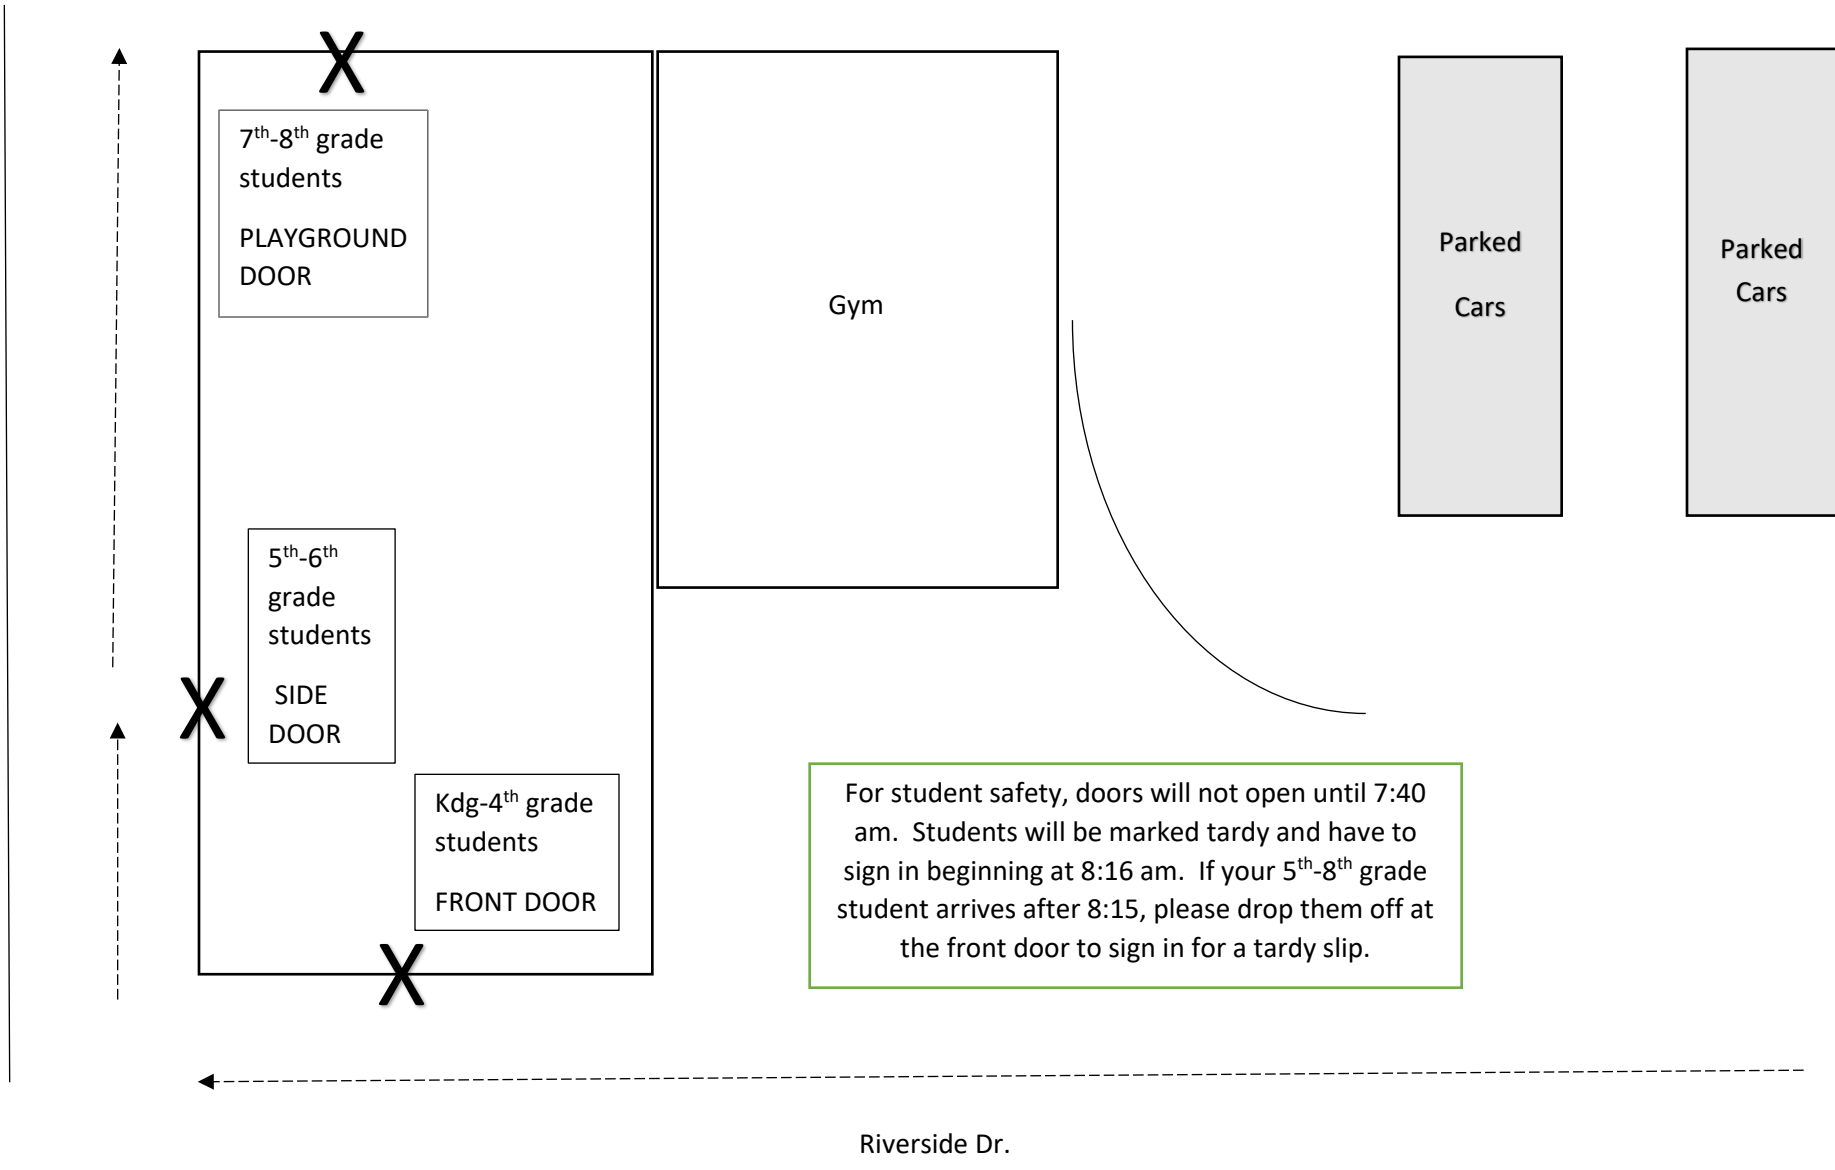 X
7th-8th grade
students
PLAYGROUND
DOOR
Gym
Parked
Cars
Parked
Cars
5th-6th
grade
students
SIDE
DOOR
X
Kdg-4th grade
students
FRONT DOOR
X
For student safety, doors will not open until 7:40
am.  Students will be marked tardy and have to
sign in beginning at 8:16 am.  If your 5th-8th grade
student arrives after 8:15, please drop them off at
the front door to sign in for a tardy slip.
Riverside Dr.